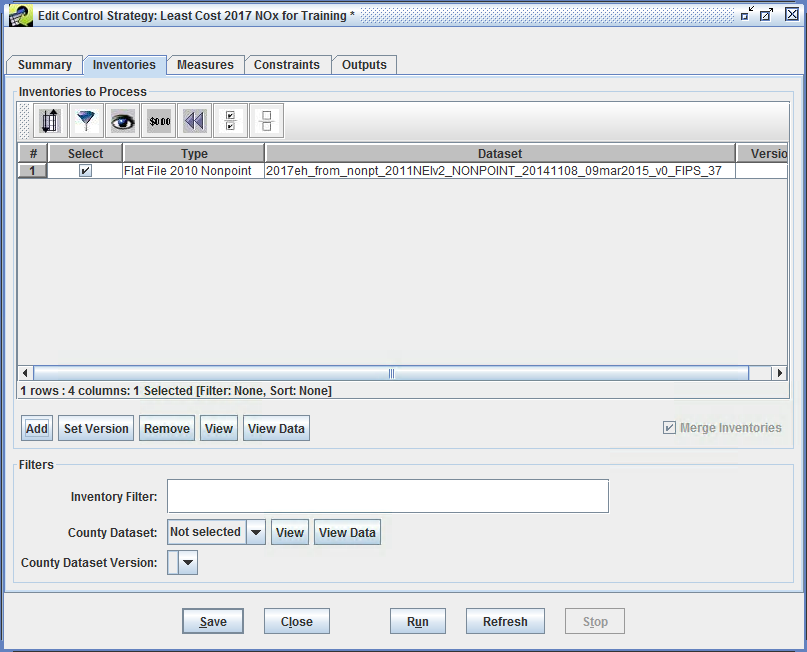 Edit Control Strategy: Least Cost 2017 NOx for Training *
Summary Inventories Measures Constraints Outputs
Inventories to Process
$0.00
# Select Type Dataset Versio
1 Flat File 2010 Nonpoint 2017eh_from_nonpt_2011NEIv2_NONPOINT_20141108_09mar2015_v0_FIPS_37
1 rows : 4 columns: 1 Selected [Filter: None, Sort: None]
Add Set Version Remove View View Data Merge Inventories
Filters
Inventory Filter:
County Dataset: Not selected View View Data
County Dataset Version:
Save Close Run Refresh Stop